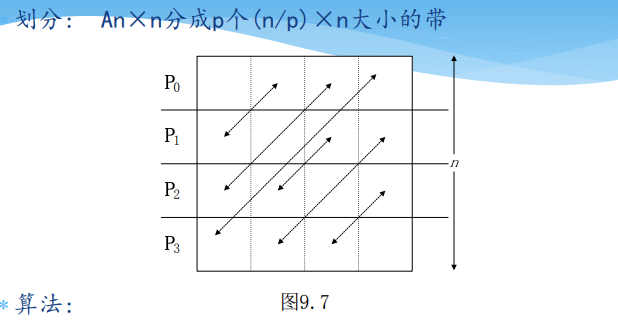 * 划分： An×n分成p个(n/p)×n大小的带
P0
P1
n
P2
P3
* 算法：
图9.7